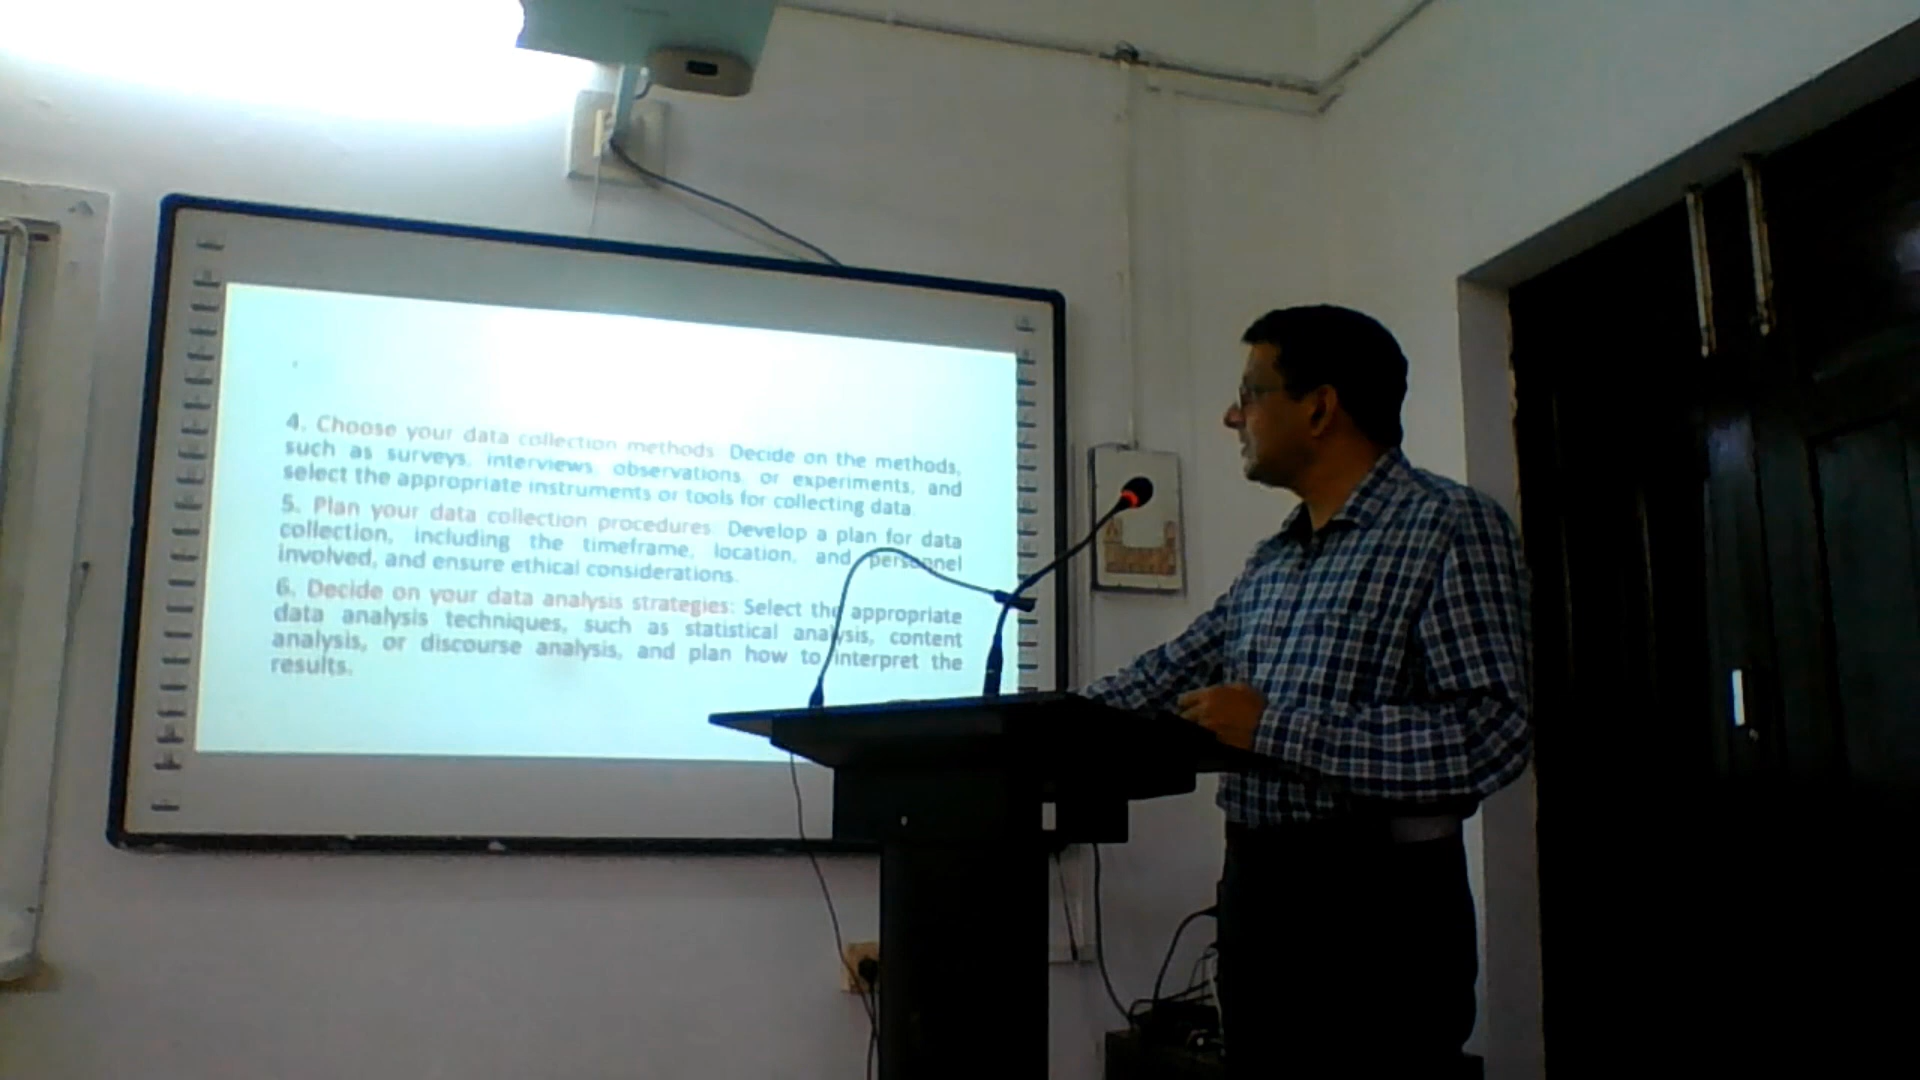 4. Choose your data collection methods: Decide on the methods,
such as surveys, interviews, observations, or experiments, and
select the appropriate instruments or tools for collecting data.
5. Plan your data collection procedures: Develop a plan for data
collection, including the timeframe, location, and personnel
involved, and ensure ethical considerations.
6. Decide on your data analysis strategies: Select the appropriate
data analysis techniques, such as statistical analysis, content
analysis, or discourse analysis, and plan how to interpret the
results.